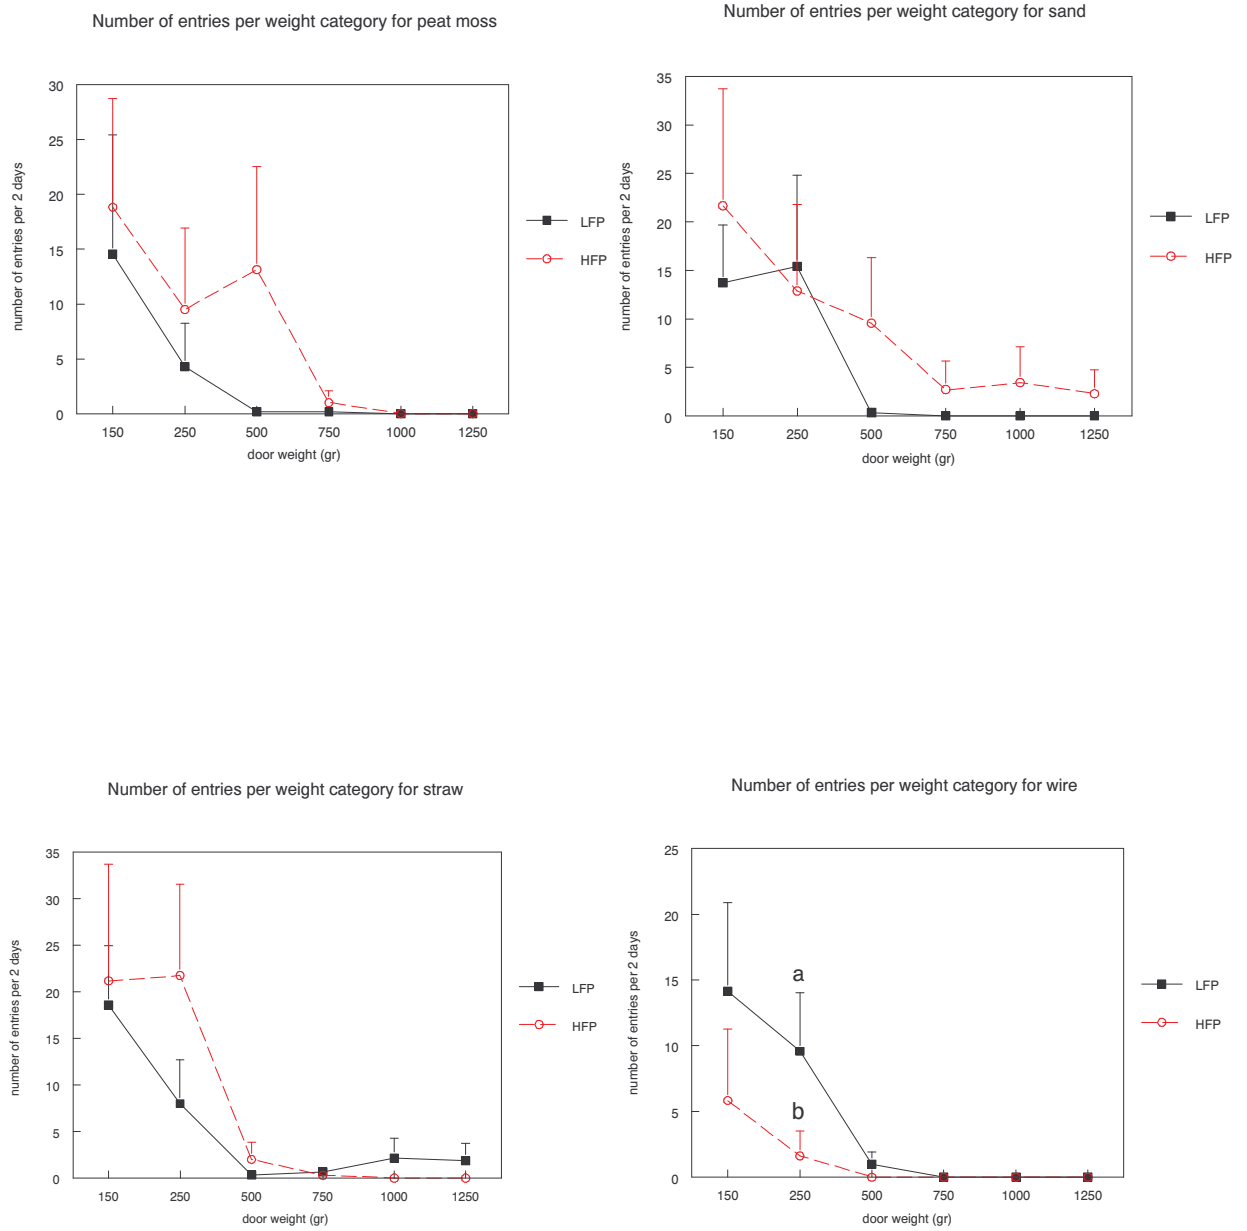 Number of entries per weight category for peat moss
30
25
20
15
10
5
0
number of entries per 2 days
150 250 500 750 1000 1250
door weight (gr)
LFP
HFP
Number of entries per weight category for sand
35
30
25
20
15
10
5
0
number of entries per 2 days
150 250 500 750 1000 1250
door weight (gr)
LFP
HFP
Number of entries per weight category for straw
35
30
25
20
15
10
5
0
number of entries per 2 days
150 250 500 750 1000 1250
door weight (gr)
LFP
HFP
Number of entries per weight category for wire
25
20
15
10
5
0
number of entries per 2 days
a
b
150 250 500 750 1000 1250
door weight (gr)
LFP
HFP